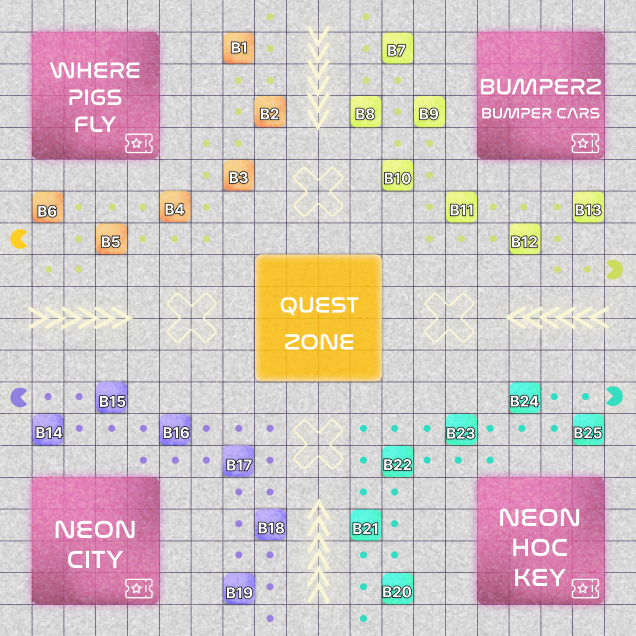 B1
B7
WHERE
PIGS
FLY
BUMPERZ
BUMPER CARS
B2
B8
B9
B3
B10
B6
B4
B11
B13
B5
B12
QUEST
ZONE
B15
B24
B14
B16
B23
B25
B17
B22
NEON
CITY
B18
B21
NEON
HOC
KEY
B19
B20